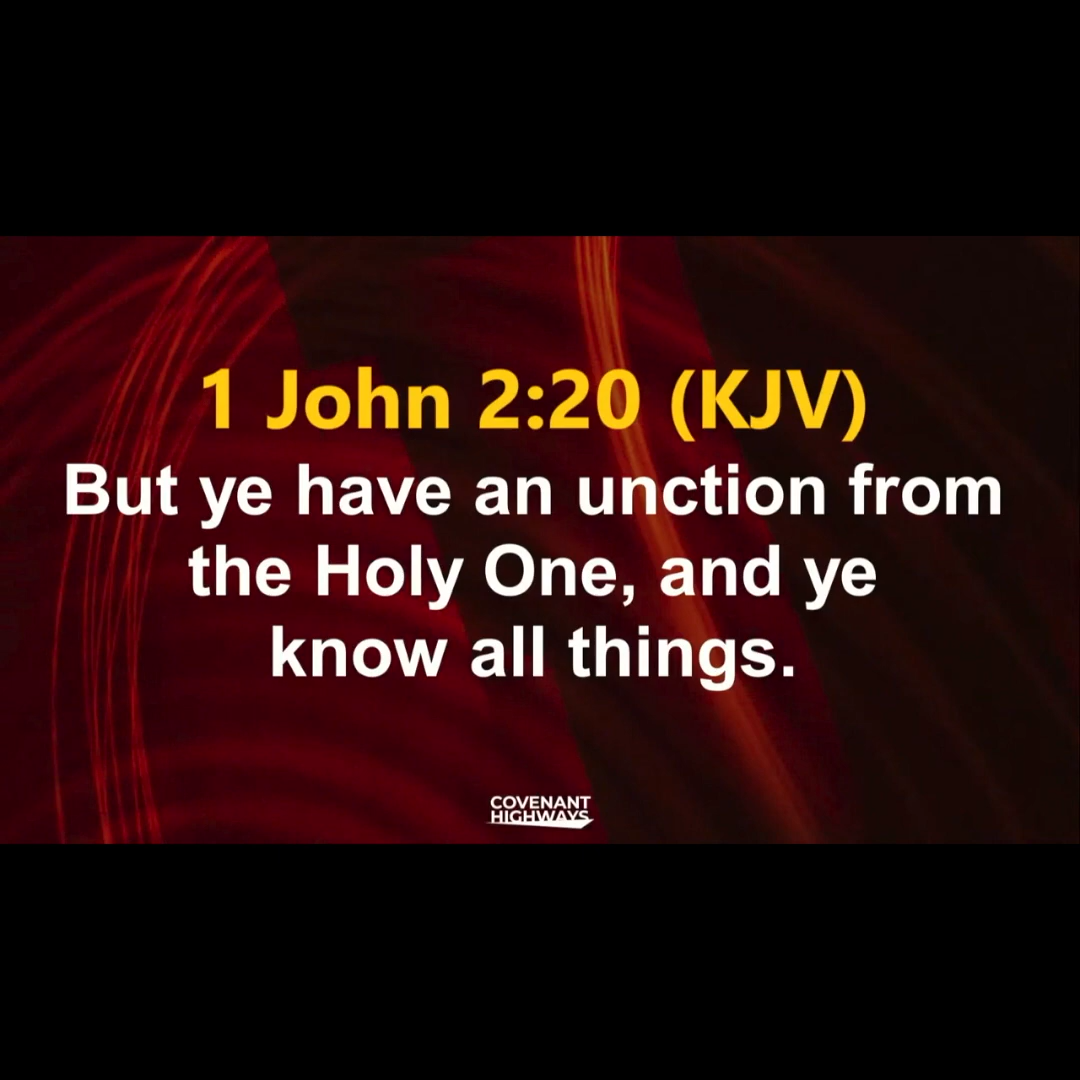 1 John 2:20 (KJV)
But ye have an unction from
the Holy One, and ye
know all things.
COVENANT
HIGHWAYS